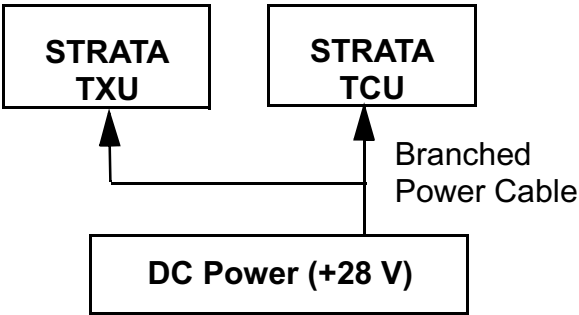 STRATA
TXU
STRATA
TCU
Branched
Power Cable
DC Power (+28 V)